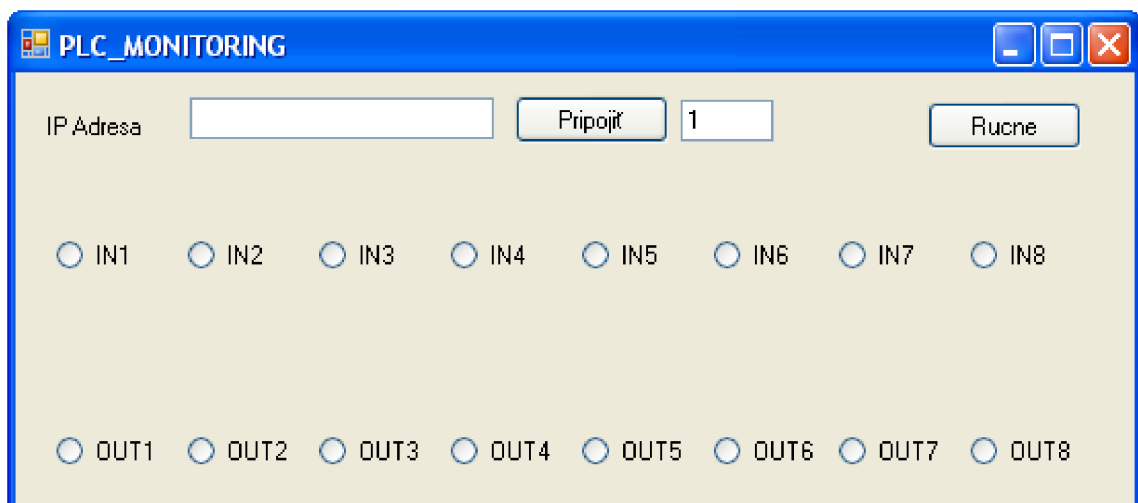 PLC_MONITORING
IP Adresa Pripojiť 1 Rucne
IN1 IN2 IN3 IN4 IN5 IN6 IN7 IN8
OUT1 OUT2 OUT3 OUT4 OUT5 OUT6 OUT7 OUT8